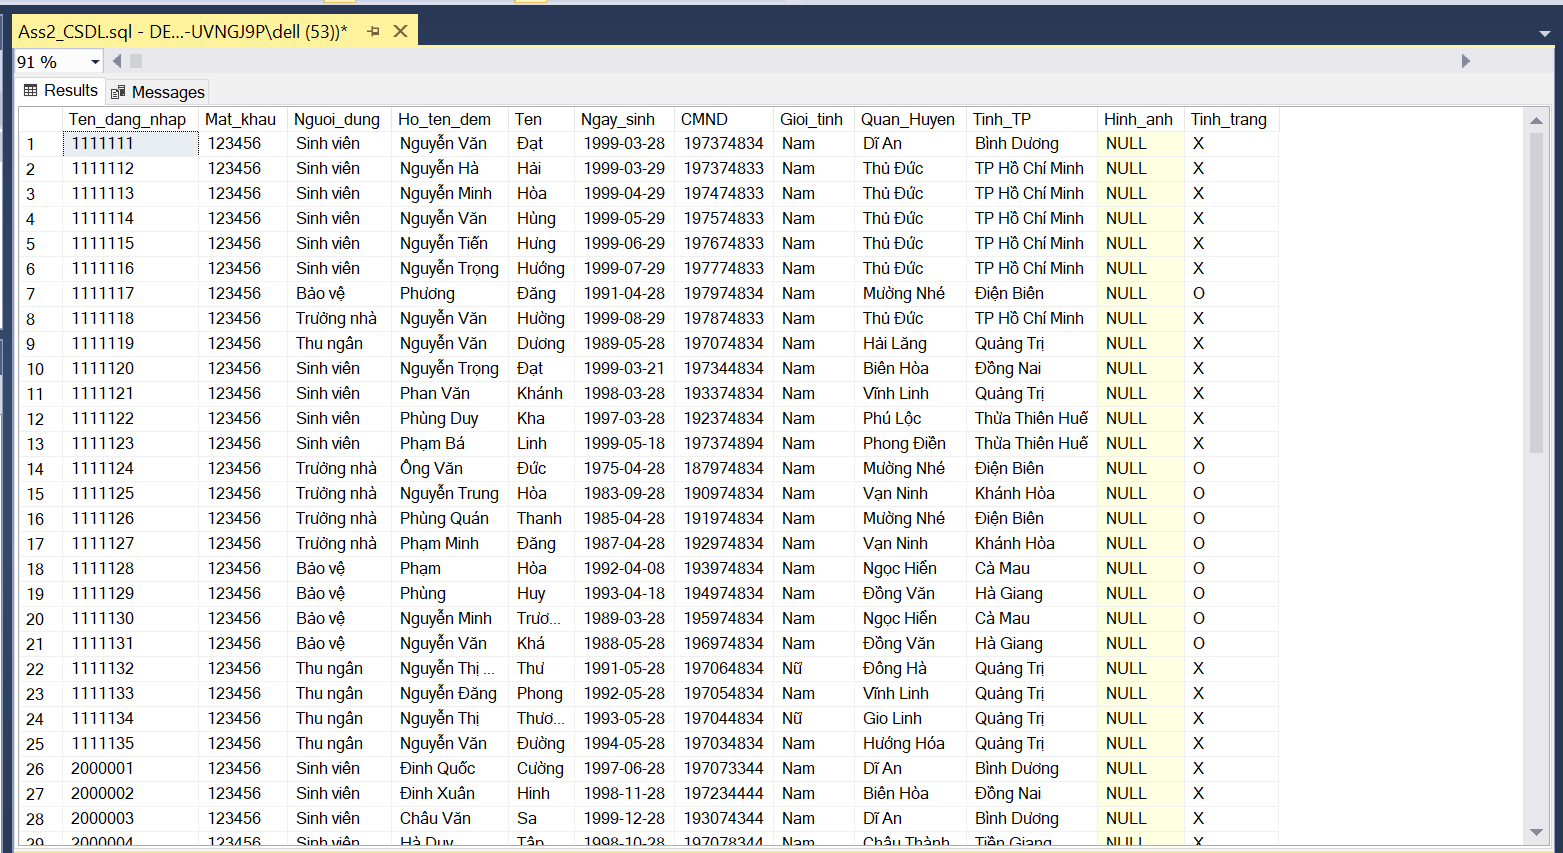 Ass2_CSDL.sql - DE...-UVNGJ9P\dell (53))*
91 %
Results Messages
Ten_dang_nhap Mat_khau Nguoi_dung Ho_ten_dem Ten Ngay_sinh CMND Gioi_tinh Quan_Huyen Tinh_TP Hinh_anh Tinh_trang
1 1111111 123456 Sinh viên Nguyễn Văn Đạt 1999-03-28 197374834 Nam Dĩ An Bình Dương NULL X
2 1111112 123456 Sinh viên Nguyễn Hà Hải 1999-03-29 197374833 Nam Thủ Đức TP Hồ Chí Minh NULL X
3 1111113 123456 Sinh viên Nguyễn Minh Hòa 1999-04-29 197474833 Nam Thủ Đức TP Hồ Chí Minh NULL X
4 1111114 123456 Sinh viên Nguyễn Văn Hùng 1999-05-29 197574833 Nam Thủ Đức TP Hồ Chí Minh NULL X
5 1111115 123456 Sinh viên Nguyễn Tiến Hưng 1999-06-29 197674833 Nam Thủ Đức TP Hồ Chí Minh NULL X
6 1111116 123456 Sinh viên Nguyễn Trọng Hướng 1999-07-29 197774833 Nam Thủ Đức TP Hồ Chí Minh NULL X
7 1111117 123456 Bảo vệ Phương Đăng 1991-04-28 197974834 Nam Mường Nhé Điện Biên NULL O
8 1111118 123456 Trưởng nhà Nguyễn Văn Hường 1999-08-29 197874833 Nam Thủ Đức TP Hồ Chí Minh NULL X
9 1111119 123456 Thu ngân Nguyễn Văn Dương 1989-05-28 197074834 Nam Hải Lăng Quảng Trị NULL X
10 1111120 123456 Sinh viên Nguyễn Trọng Đạt 1999-03-21 197344834 Nam Biên Hòa Đồng Nai NULL X
11 1111121 123456 Sinh viên Phan Văn Khánh 1998-03-28 193374834 Nam Vĩnh Linh Quảng Trị NULL X
12 1111122 123456 Sinh viên Phùng Duy Kha 1997-03-28 192374834 Nam Phú Lộc Thừa Thiên Huế NULL X
13 1111123 123456 Sinh viên Phạm Bá Linh 1999-05-18 197374894 Nam Phong Điền Thừa Thiên Huế NULL X
14 1111124 123456 Trưởng nhà Ông Văn Đức 1975-04-28 187974834 Nam Mường Nhé Điện Biên NULL O
15 1111125 123456 Trưởng nhà Nguyễn Trung Hòa 1983-09-28 190974834 Nam Vạn Ninh Khánh Hòa NULL O
16 1111126 123456 Trưởng nhà Phùng Quán Thanh 1985-04-28 191974834 Nam Mường Nhé Điện Biên NULL O
17 1111127 123456 Trưởng nhà Phạm Minh Đăng 1987-04-28 192974834 Nam Vạn Ninh Khánh Hòa NULL O
18 1111128 123456 Bảo vệ Phạm Hòa 1992-04-08 193974834 Nam Ngọc Hiển Cà Mau NULL O
19 1111129 123456 Bảo vệ Phùng Huy 1993-04-18 194974834 Nam Đồng Văn Hà Giang NULL O
20 1111130 123456 Bảo vệ Nguyễn Minh Trươ... 1989-03-28 195974834 Nam Ngọc Hiển Cà Mau NULL O
21 1111131 123456 Bảo vệ Nguyễn Văn Khá 1988-05-28 196974834 Nam Đồng Văn Hà Giang NULL O
22 1111132 123456 Thu ngân Nguyễn Thị ... Thư 1991-05-28 197064834 Nữ Đông Hà Quảng Trị NULL X
23 1111133 123456 Thu ngân Nguyễn Đăng Phong 1992-05-28 197054834 Nam Vĩnh Linh Quảng Trị NULL X
24 1111134 123456 Thu ngân Nguyễn Thị Thươ... 1993-05-28 197044834 Nữ Gio Linh Quảng Trị NULL X
25 1111135 123456 Thu ngân Nguyễn Văn Đường 1994-05-28 197034834 Nam Hướng Hóa Quảng Trị NULL X
26 2000001 123456 Sinh viên Đinh Quốc Cường 1997-06-28 197073344 Nam Dĩ An Bình Dương NULL X
27 2000002 123456 Sinh viên Đinh Xuân Hinh 1998-11-28 197234444 Nam Biên Hòa Đồng Nai NULL X
28 2000003 123456 Sinh viên Châu Văn Sa 1999-12-28 193074344 Nam Dĩ An Bình Dương NULL X
29 2000004 123456 Sinh viên Hà Duy Tân 1998-10-28 197078344 Nam Châu Thành Tiền Giang NULL X